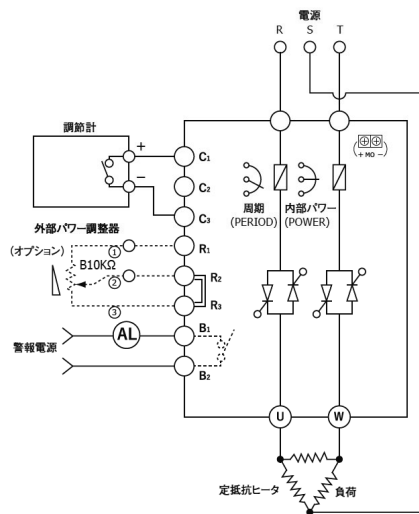 電源
R S T
調節計
+
−
C1
C2
C3
(+ MO −)
周期
(PERIOD)
内部パワー
(POWER)
外部パワー調整器
(オプション)
B10KΩ
①
②
③
R1
R2
R3
AL
B1
B2
警報電源
U
W
定抵抗ヒータ
負荷